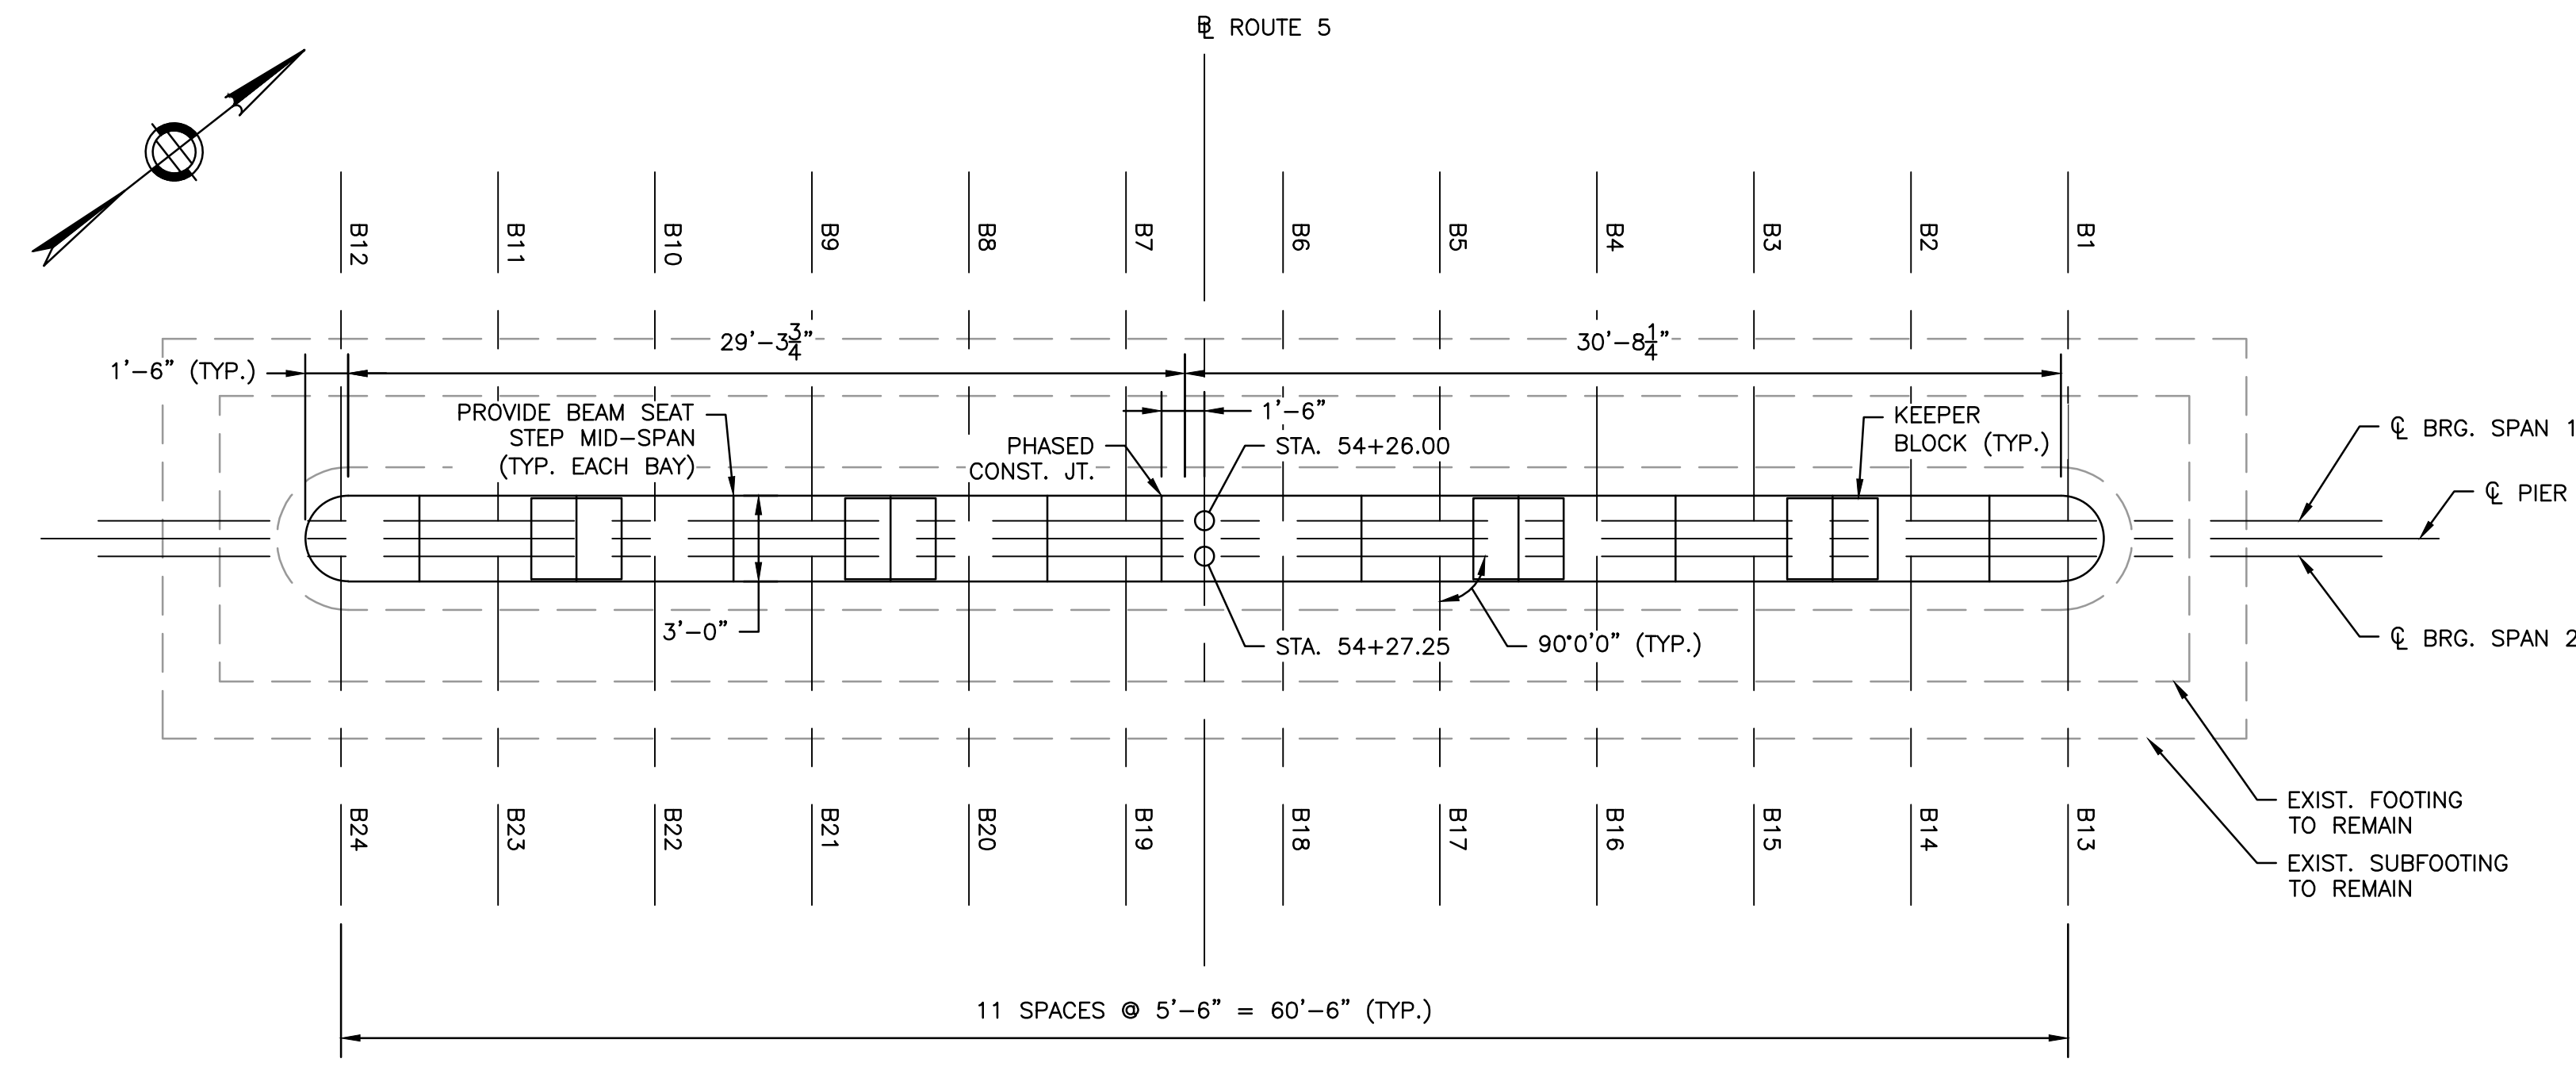 ℄ ROUTE 5
B12
B11
B10
B9
B8
B7
B6
B5
B4
B3
B2
B1
29'-3 3/4"
30'-8 1/4"
1'-6" (TYP.)
1'-6"
PROVIDE BEAM SEAT
STEP MID-SPAN
(TYP. EACH BAY)
PHASED
CONST. JT.
STA. 54+26.00
KEEPER
BLOCK (TYP.)
℄ BRG. SPAN 1
℄ PIER
3'-0"
STA. 54+27.25
90°0'0" (TYP.)
℄ BRG. SPAN 2
EXIST. FOOTING
TO REMAIN
EXIST. SUBFOOTING
TO REMAIN
B24
B23
B22
B21
B20
B19
B18
B17
B16
B15
B14
B13
11 SPACES @ 5'-6" = 60'-6" (TYP.)